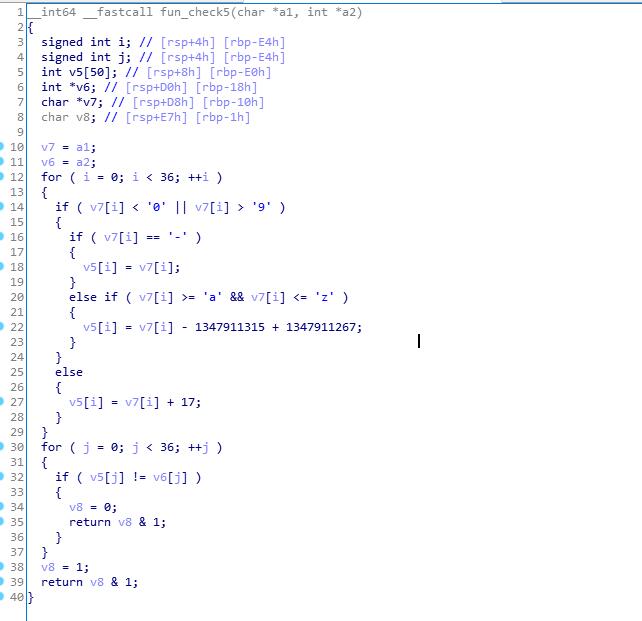 1 __int64 __fastcall fun_check5(char *a1, int *a2)
2 {
3 signed int i; // [rsp+4h] [rbp-E4h]
4 signed int j; // [rsp+4h] [rbp-E4h]
5 int v5[50]; // [rsp+8h] [rbp-E0h]
6 int *v6; // [rsp+D0h] [rbp-18h]
7 char *v7; // [rsp+D8h] [rbp-10h]
8 char v8; // [rsp+E7h] [rbp-1h]
9
10 v7 = a1;
11 v6 = a2;
12 for ( i = 0; i < 36; ++i )
13 {
14 if ( v7[i] < '0' || v7[i] > '9' )
15 {
16 if ( v7[i] == '-' )
17 {
18 v5[i] = v7[i];
19 }
20 else if ( v7[i] >= 'a' && v7[i] <= 'z' )
21 {
22 v5[i] = v7[i] - 1347911315 + 1347911267;
23 }
24 }
25 else
26 {
27 v5[i] = v7[i] + 17;
28 }
29 }
30 for ( j = 0; j < 36; ++j )
31 {
32 if ( v5[j] != v6[j] )
33 {
34 v8 = 0;
35 return v8 & 1;
36 }
37 }
38 v8 = 1;
39 return v8 & 1;
40 }